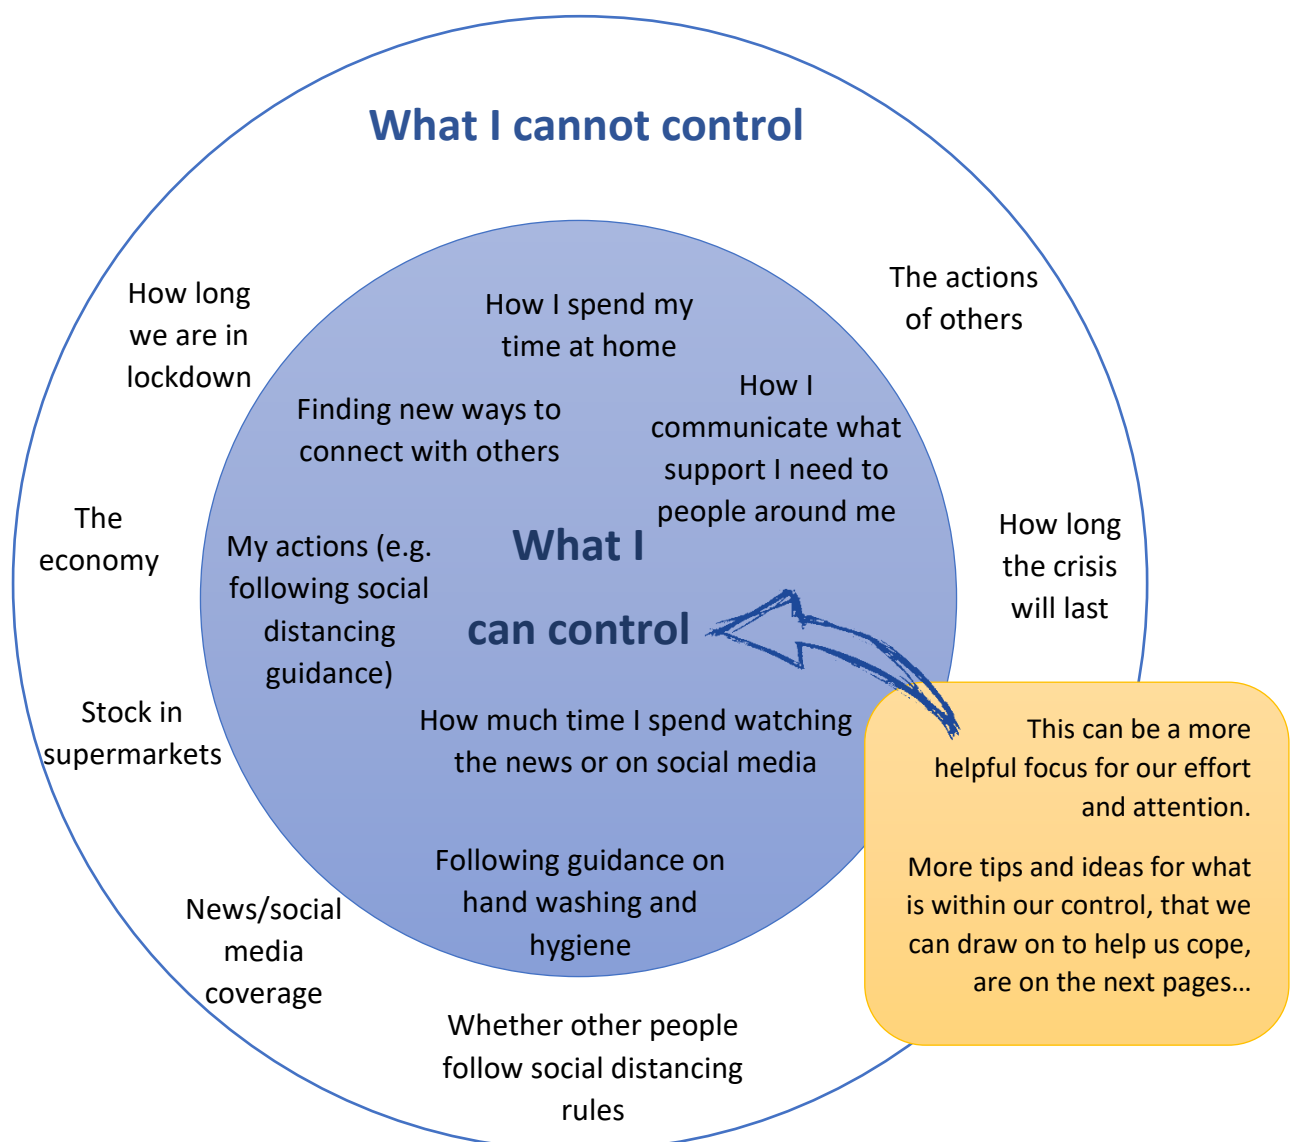 What I cannot control
How long
we are in
lockdown
The actions
of others
How I spend my
time at home
Finding new ways to
connect with others
How I
communicate what
support I need to
people around me
The
economy
My actions (e.g.
following social
distancing
guidance)
What I
can control
How long
the crisis
will last
Stock in
supermarkets
How much time I spend watching
the news or on social media
This can be a more
helpful focus for our effort
and attention.
More tips and ideas for what
is within our control, that we
can draw on to help us cope,
are on the next pages…
Following guidance on
hand washing and
hygiene
News/social
media
coverage
Whether other people
follow social distancing
rules